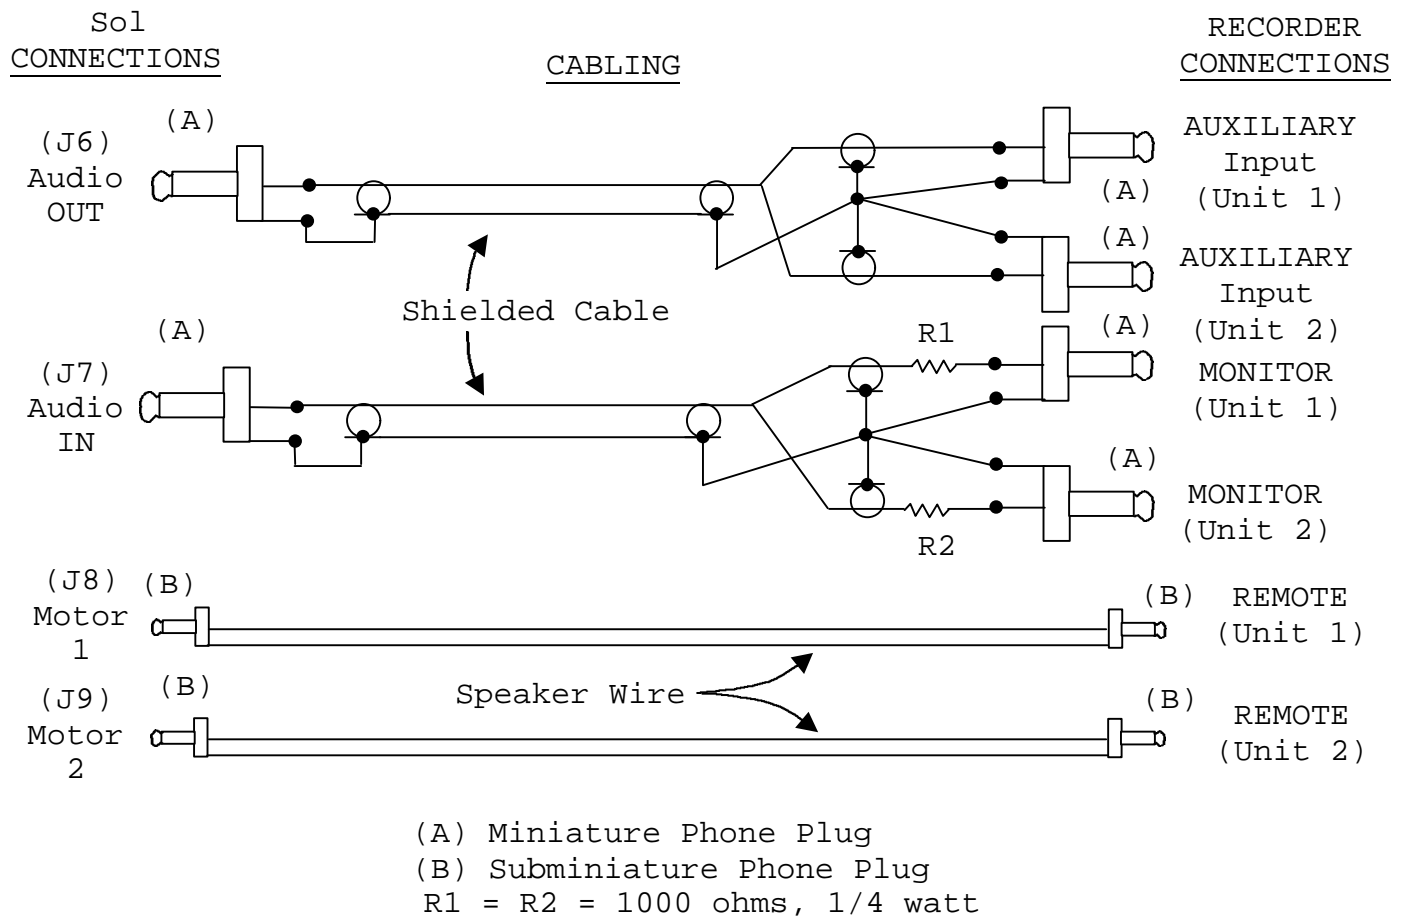 Sol
CONNECTIONS
CABLING
RECORDER
CONNECTIONS
(J6)
Audio
OUT
(A)
(A)
AUXILIARY
Input
(Unit 1)
(A)
AUXILIARY
Input
(Unit 2)
Shielded Cable
(J7)
Audio
IN
(A)
R1
(A)
MONITOR
(Unit 1)
R2
(A)
MONITOR
(Unit 2)
(J8)
Motor
1
(B)
(B)
REMOTE
(Unit 1)
Speaker Wire
(J9)
Motor
2
(B)
(B)
REMOTE
(Unit 2)
(A) Miniature Phone Plug
(B) Subminiature Phone Plug
R1 = R2 = 1000 ohms, 1/4 watt